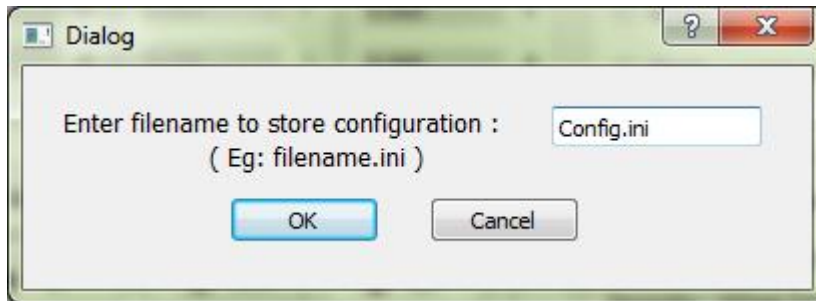 Dialog
Enter filename to store configuration :
Config.ini
( Eg: filename.ini )
OK
Cancel